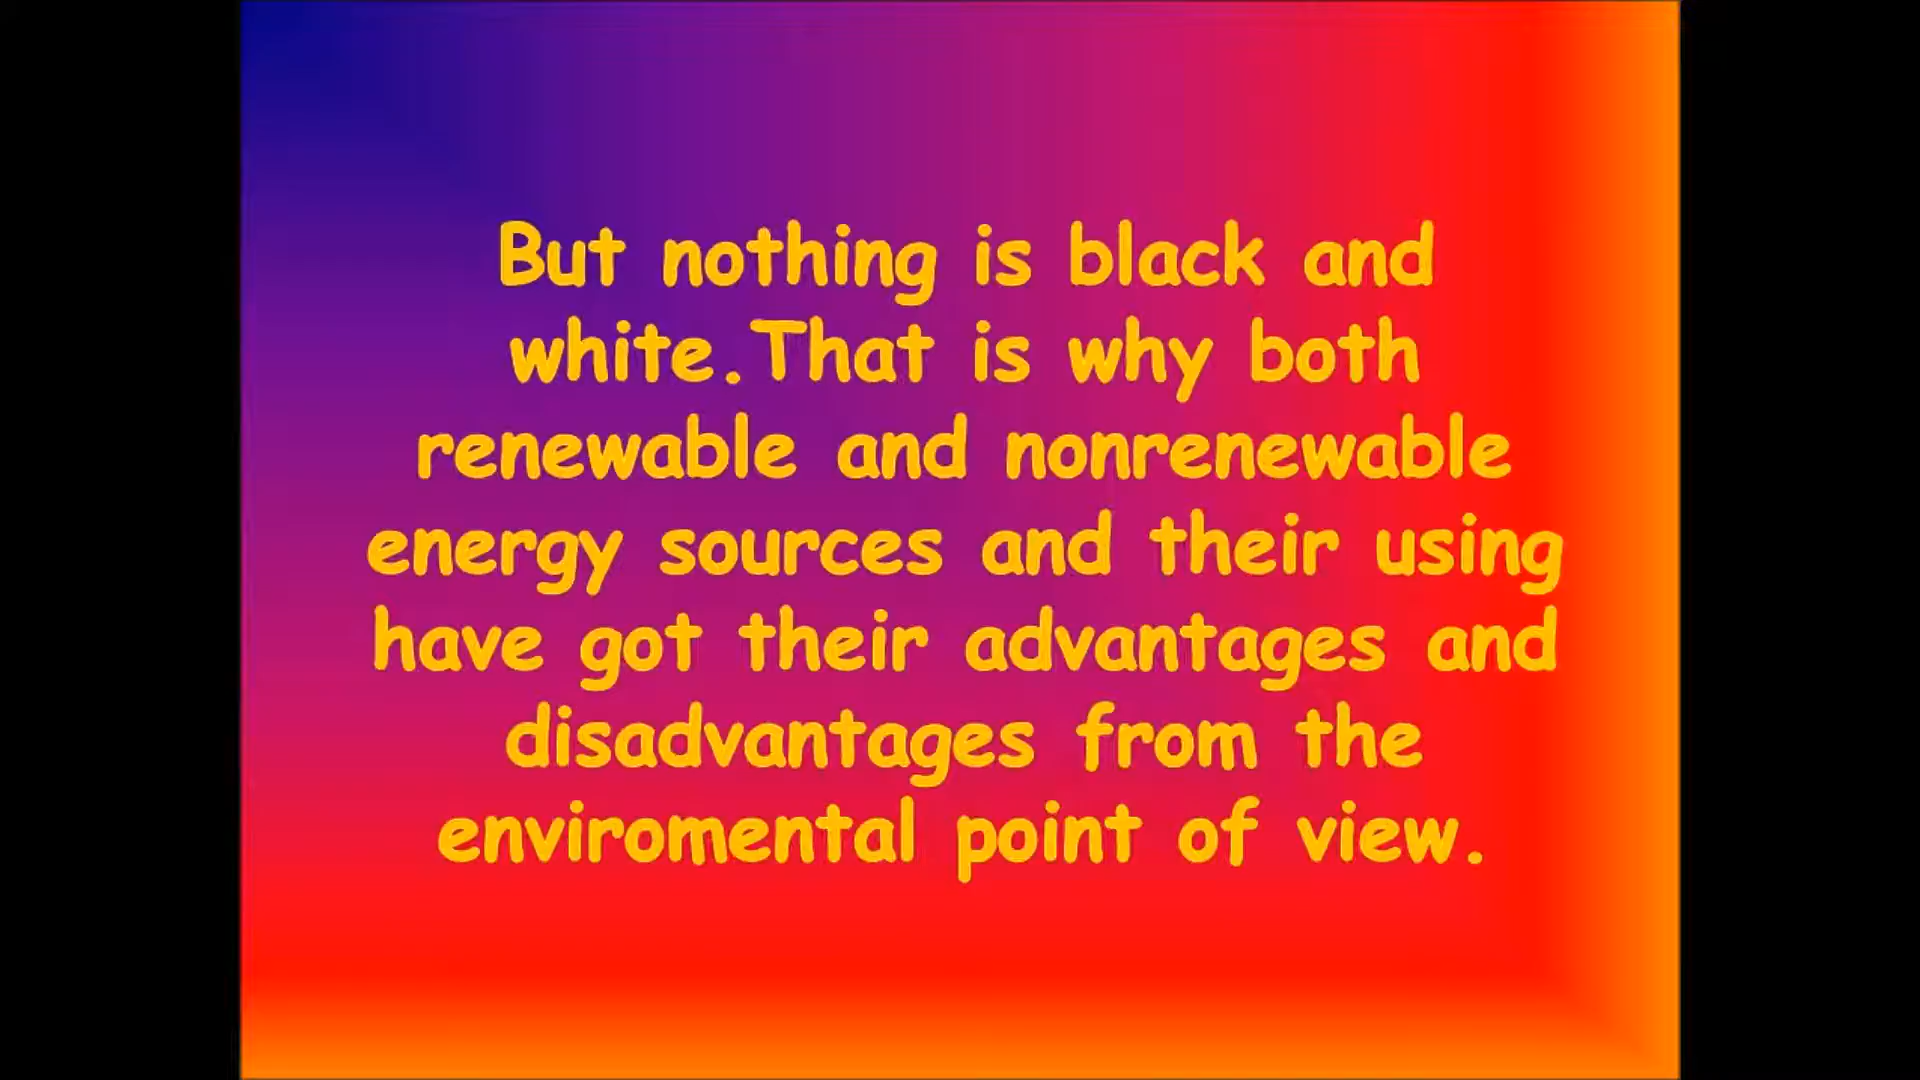 But nothing is black and
white.That is why both
renewable and nonrenewable
energy sources and their using
have got their advantages and
disadvantages from the
enviromental point of view.